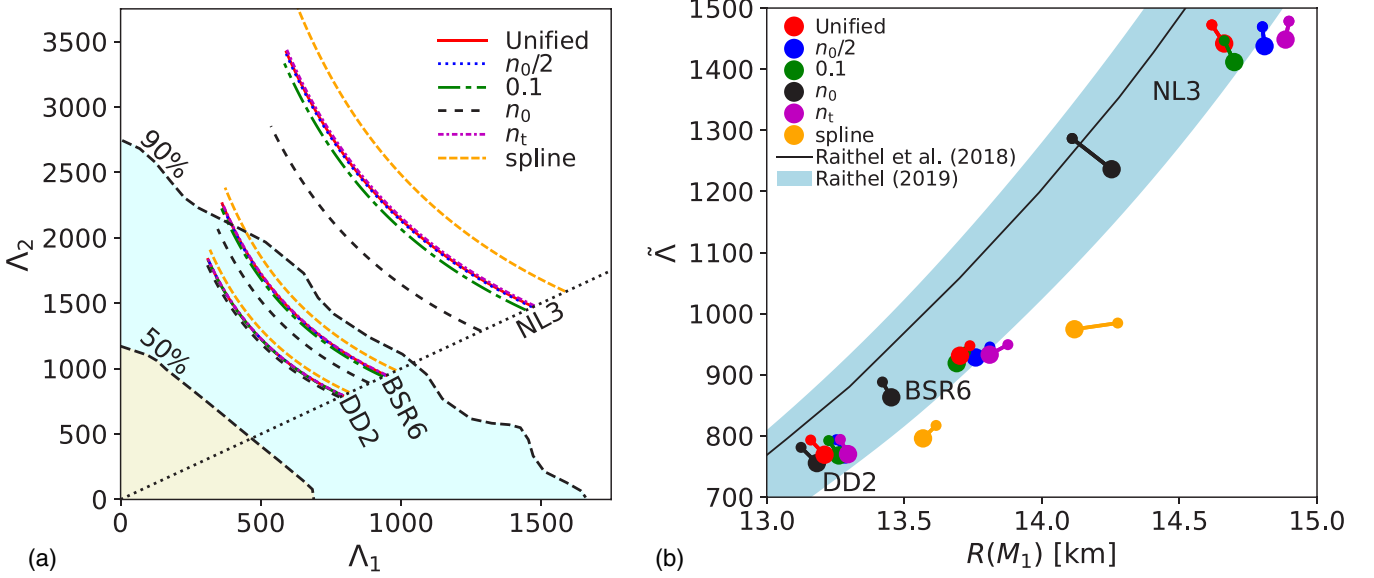 3500
3000
2500
2000
1500
1000
500
0
Λ₂
0
500
1000
1500
Λ₁
90%
50%
Unified
n₀/2
0.1
n₀
nₜ
spline
NL3
BSR6
DD2
(a)
1500
1400
1300
1200
1100
1000
900
800
700
Λ̃
13.0
13.5
14.0
14.5
15.0
R(M₁) [km]
Unified
n₀/2
0.1
n₀
nₜ
spline
Raithel et al. (2018)
Raithel (2019)
NL3
BSR6
DD2
(b)